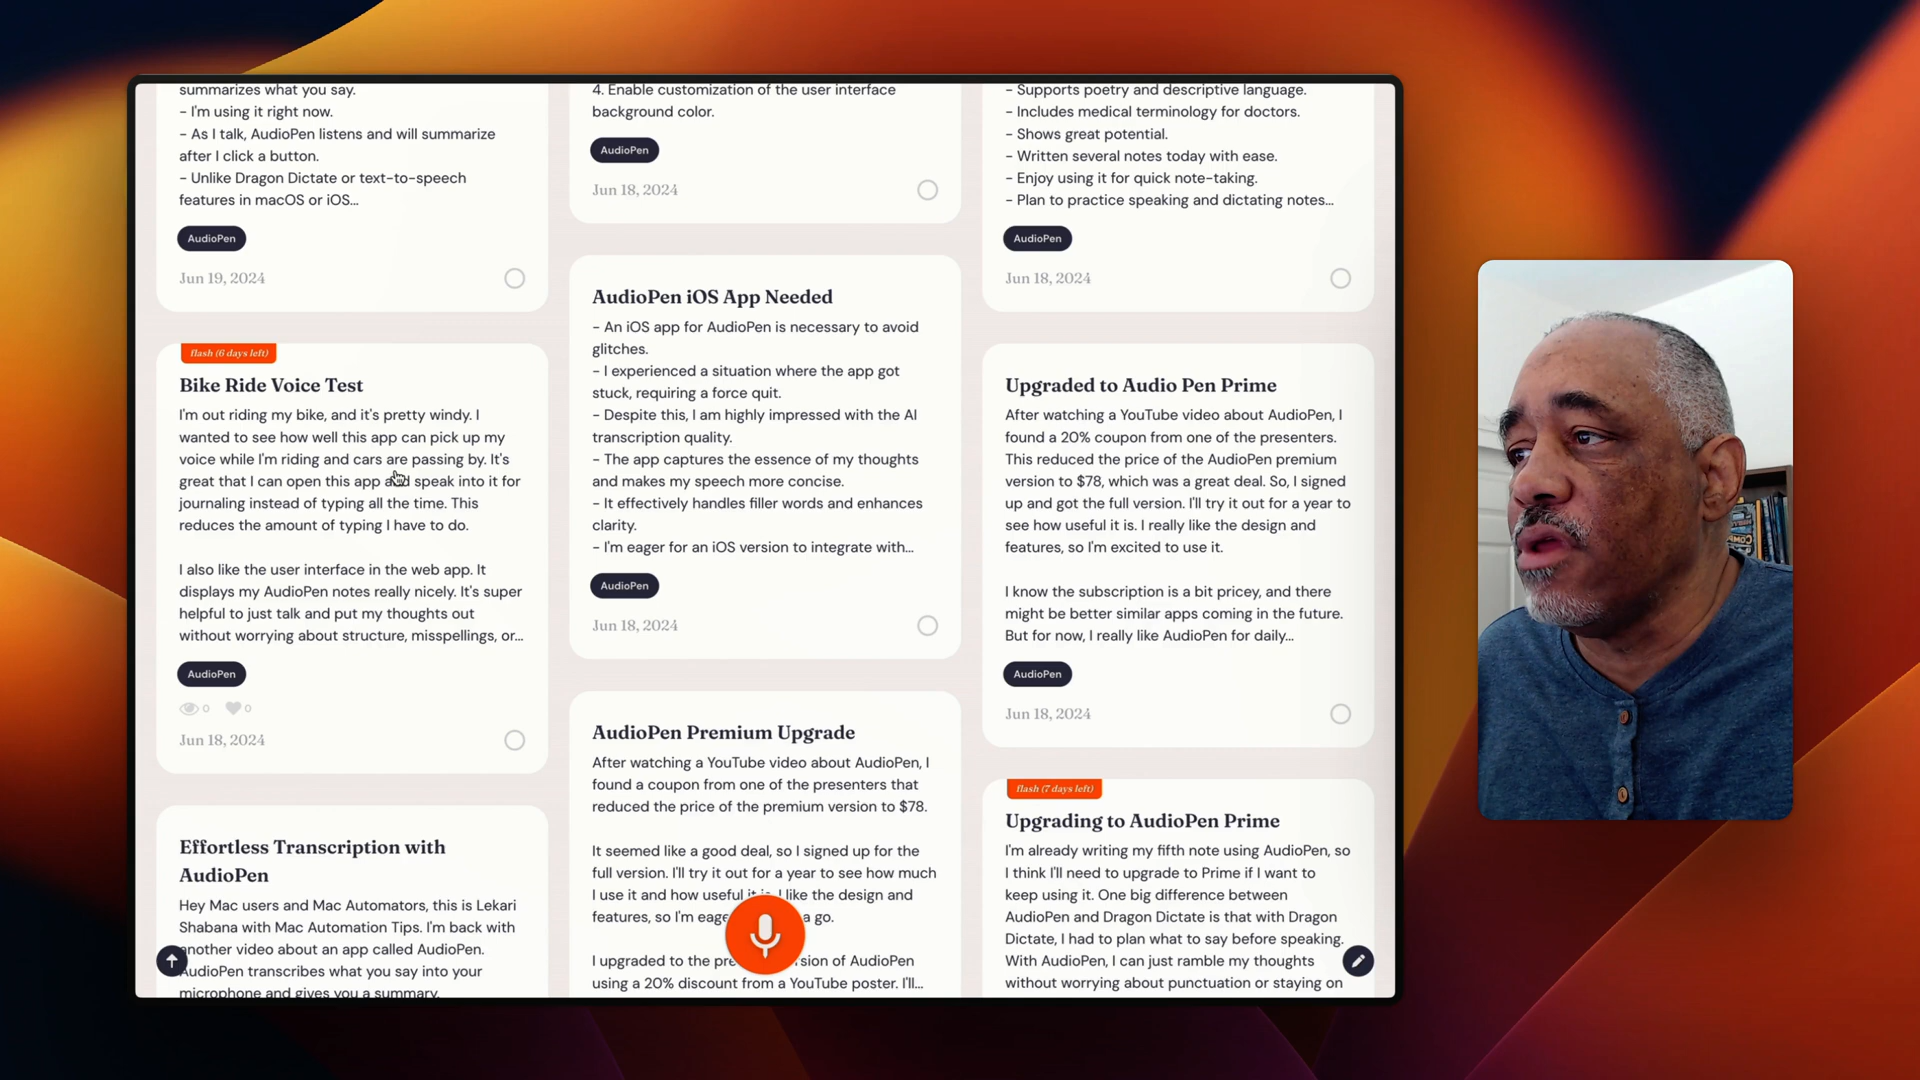 summarizes what you say.
- I'm using it right now.
- As I talk, AudioPen listens and will summarize
after I click a button.
- Unlike Dragon Dictate or text-to-speech
features in macOS or iOS...
AudioPen
Jun 19, 2024
flash (6 days left)
Bike Ride Voice Test
I'm out riding my bike, and it's pretty windy. I
wanted to see how well this app can pick up my
voice while I'm riding and cars are passing by. It's
great that I can open this app and speak into it for
journaling instead of typing all the time. This
reduces the amount of typing I have to do.
I also like the user interface in the web app. It
displays my AudioPen notes really nicely. It's super
helpful to just talk and put my thoughts out
without worrying about structure, misspellings, or...
AudioPen
0 0
Jun 18, 2024
Effortless Transcription with
AudioPen
Hey Mac users and Mac Automators, this is Lekari
Shabana with Mac Automation Tips. I'm back with
another video about an app called AudioPen.
AudioPen transcribes what you say into your
microphone and gives you a summary.
4. Enable customization of the user interface
background color.
AudioPen
Jun 18, 2024
AudioPen iOS App Needed
- An iOS app for AudioPen is necessary to avoid
glitches.
- I experienced a situation where the app got
stuck, requiring a force quit.
- Despite this, I am highly impressed with the AI
transcription quality.
- The app captures the essence of my thoughts
and makes my speech more concise.
- It effectively handles filler words and enhances
clarity.
- I'm eager for an iOS version to integrate with...
AudioPen
Jun 18, 2024
AudioPen Premium Upgrade
After watching a YouTube video about AudioPen, I
found a coupon from one of the presenters that
reduced the price of the premium version to $78.
It seemed like a good deal, so I signed up for the
full version. I'll try it out for a year to see how much
I use it and how useful it is. I like the design and
features, so I'm a go.
I upgraded to the of AudioPen
using a 20% discount from a YouTube poster. I'll...
- Supports poetry and descriptive language.
- Includes medical terminology for doctors.
- Shows great potential.
- Written several notes today with ease.
- Enjoy using it for quick note-taking.
- Plan to practice speaking and dictating notes...
AudioPen
Jun 18, 2024
Upgraded to Audio Pen Prime
After watching a YouTube video about AudioPen, I
found a 20% coupon from one of the presenters.
This reduced the price of the AudioPen premium
version to $78, which was a great deal. So, I signed
up and got the full version. I'll try it out for a year to
see how useful it is. I really like the design and
features, so I'm excited to use it.
I know the subscription is a bit pricey, and there
might be better similar apps coming in the future.
But for now, I really like AudioPen for daily...
AudioPen
Jun 18, 2024
flash (7 days left)
Upgrading to AudioPen Prime
I'm already writing my fifth note using AudioPen, so
I think I'll need to upgrade to Prime if I want to
keep using it. One big difference between
AudioPen and Dragon Dictate is that with Dragon
Dictate, I had to plan what to say before speaking.
With AudioPen, I can just ramble my thoughts
without worrying about punctuation or staying on